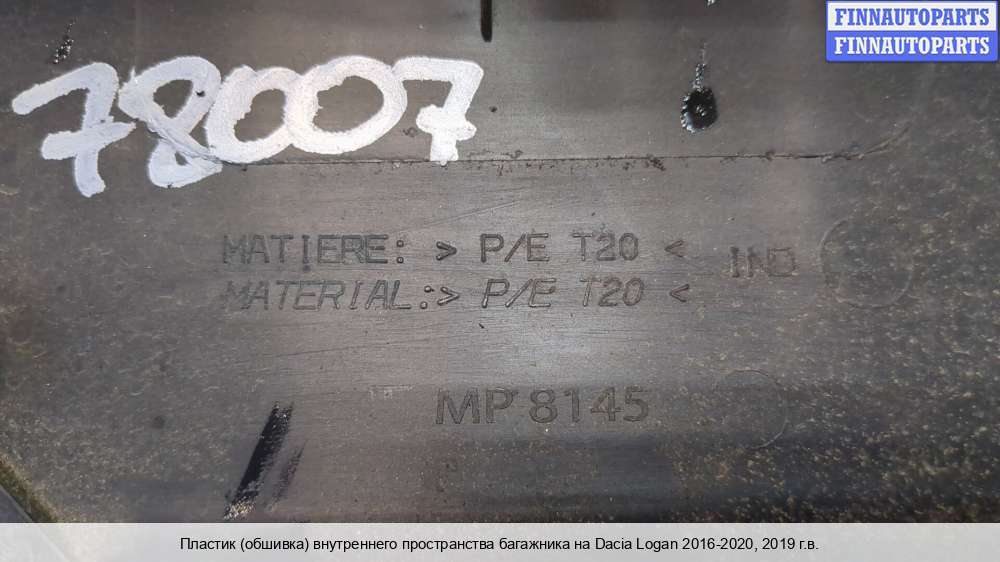 FINNAUTOPARTS
FINNAUTOPARTS
78007
MATIERE: > P/E T20 < IND
MATERIAL:> P/E T20 <
MP 8145
Пластик (обшивка) внутреннего пространства багажника на Dacia Logan 2016-2020, 2019 г.в.